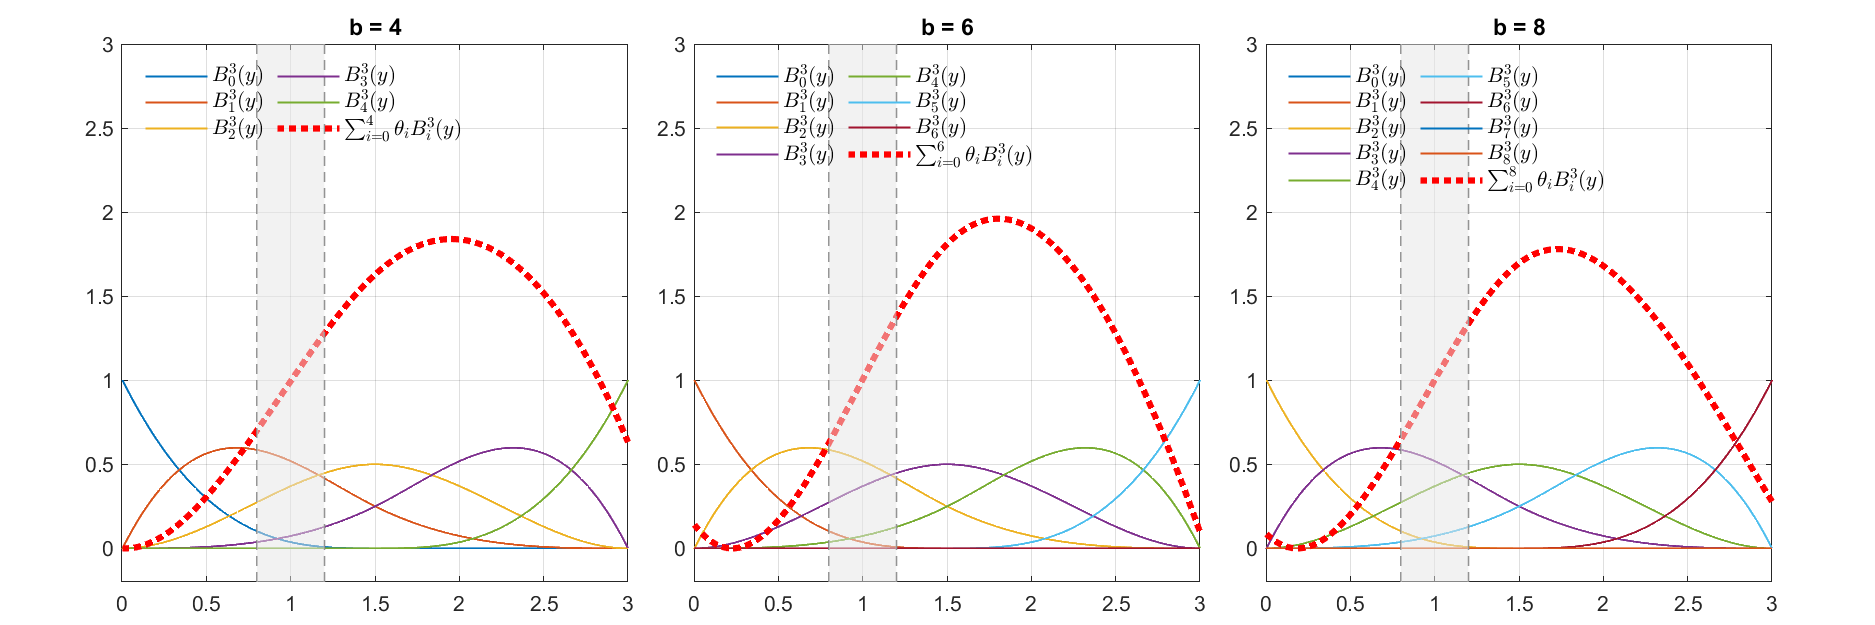 b = 4
3
2.5
2
1.5
1
0.5
0
0 0.5 1 1.5 2 2.5 3
B_0^3(y) B_3^3(y)
B_1^3(y) B_4^3(y)
B_2^3(y) ∑_{i=0}^4 θ_i B_i^3(y)
b = 6
3
2.5
2
1.5
1
0.5
0
0 0.5 1 1.5 2 2.5 3
B_0^3(y) B_4^3(y)
B_1^3(y) B_5^3(y)
B_2^3(y) B_6^3(y)
B_3^3(y) ∑_{i=0}^6 θ_i B_i^3(y)
b = 8
3
2.5
2
1.5
1
0.5
0
0 0.5 1 1.5 2 2.5 3
B_0^3(y) B_5^3(y)
B_1^3(y) B_6^3(y)
B_2^3(y) B_7^3(y)
B_3^3(y) B_8^3(y)
B_4^3(y) ∑_{i=0}^8 θ_i B_i^3(y)